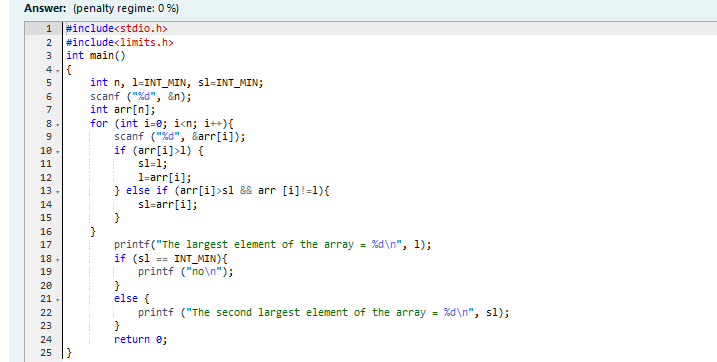 Answer: (penalty regime: 0 %)
1 #include<stdio.h>
2 #include<limits.h>
3 int main()
4 {
5     int n, l=INT_MIN, sl=INT_MIN;
6     scanf ("%d", &n);
7     int arr[n];
8     for (int i=0; i<n; i++){
9         scanf ("%d", &arr[i]);
10         if (arr[i]>l) {
11             sl=l;
12             l=arr[i];
13         } else if (arr[i]>sl && arr [i]!=l){
14             sl=arr[i];
15         }
16     }
17         printf("The largest element of the array = %d\n", l);
18         if (sl == INT_MIN){
19             printf ("no\n");
20         }
21         else {
22             printf ("The second largest element of the array = %d\n", sl);
23         }
24         return 0;
25 }